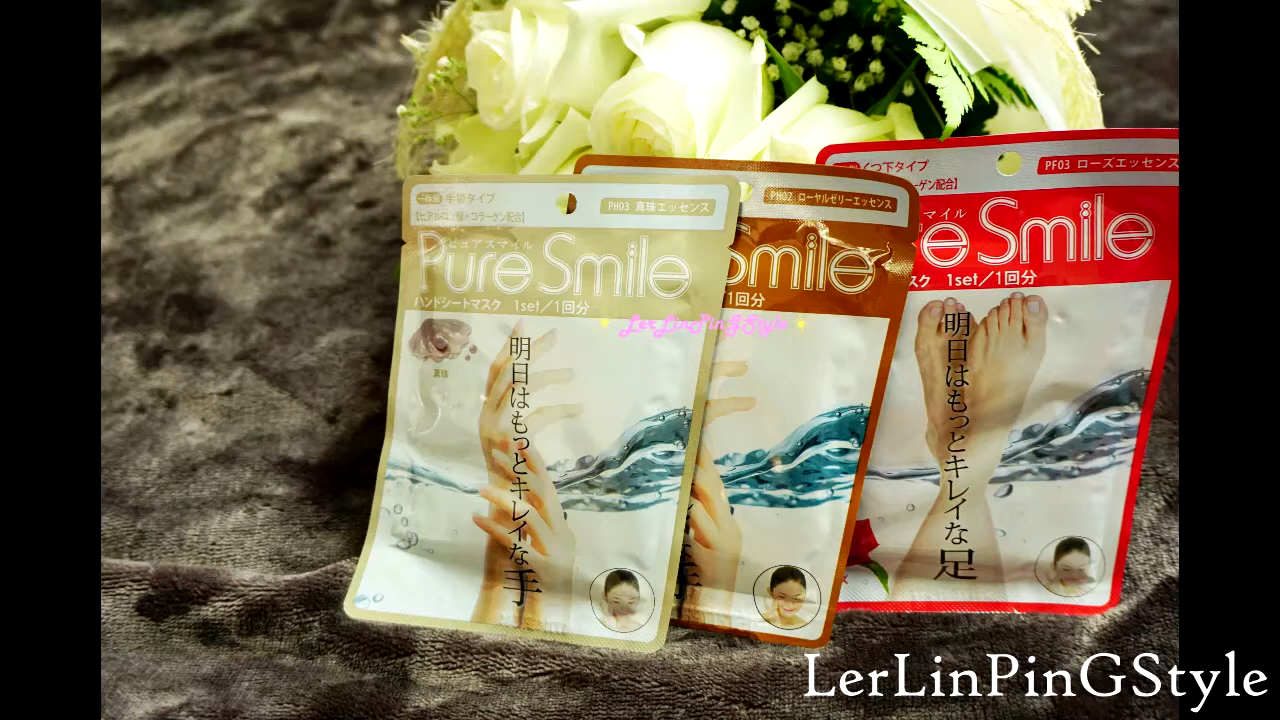 一体型 手袋タイプ
【ヒアルロン酸・コラーゲン配合】
PH03 真珠エッセンス
ピュアスマイル
Pure Smile
ハンドシートマスク 1set/1回分
真珠
明日はもっとキレイな手
PH02 ローヤルゼリーエッセンス
Smile
1回分
手
くつ下タイプ
ーゲン配合】
PF03 ローズエッセンス
マイル
re Smile
スク 1set/1回分
明日はもっとキレイな足
LerLinPinGStyle
LerLinPinGStyle